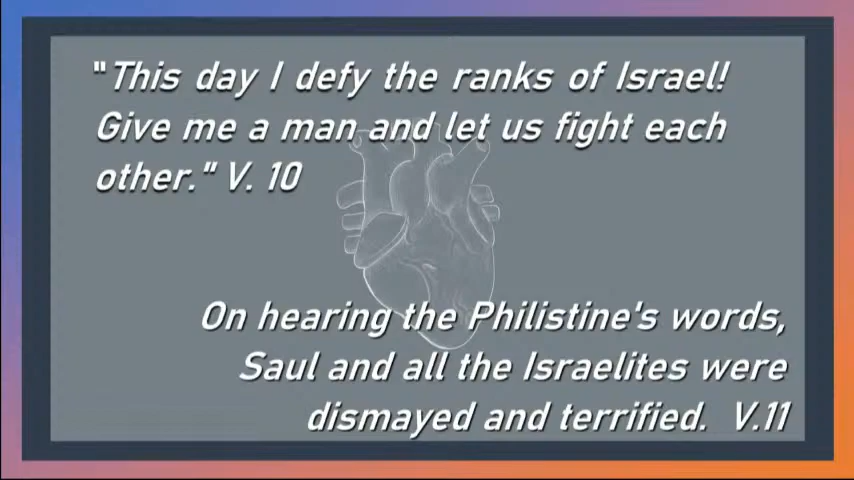 "This day I defy the ranks of Israel!
Give me a man and let us fight each
other." V. 10
On hearing the Philistine's words,
Saul and all the Israelites were
dismayed and terrified. V.11